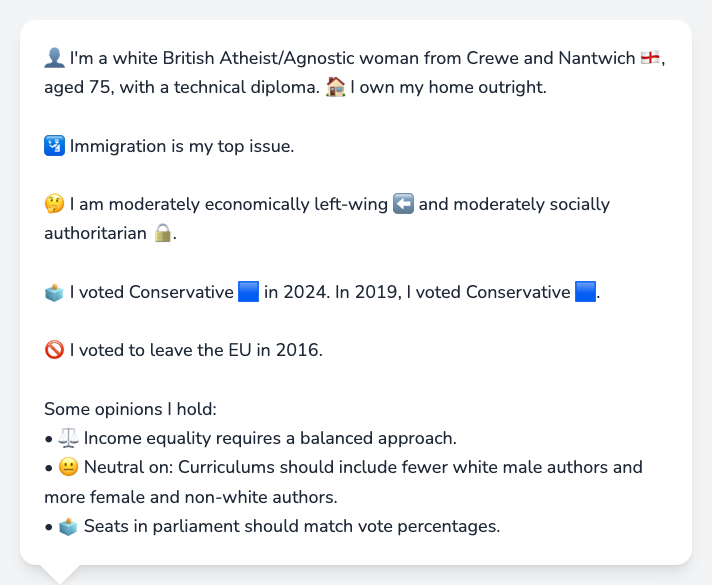 👤 I'm a white British Atheist/Agnostic woman from Crewe and Nantwich 🏴󠁧󠁢󠁥󠁮󠁧󠁿,
aged 75, with a technical diploma. 🏠 I own my home outright.
🛂 Immigration is my top issue.
🤔 I am moderately economically left-wing ⬅️ and moderately socially
authoritarian 🔒.
🗳️ I voted Conservative 🟦 in 2024. In 2019, I voted Conservative 🟦.
🚫 I voted to leave the EU in 2016.
Some opinions I hold:
• ⚖️ Income equality requires a balanced approach.
• 😐 Neutral on: Curriculums should include fewer white male authors and
more female and non-white authors.
• 🗳️ Seats in parliament should match vote percentages.